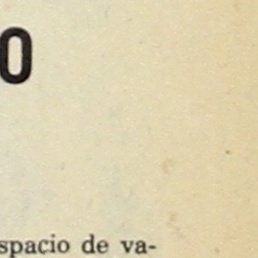 O
spacio de va-